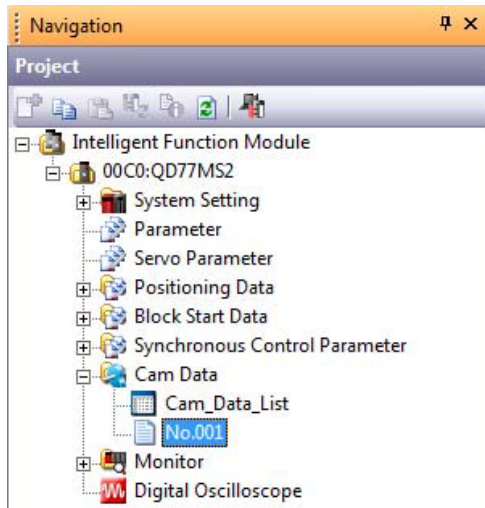 Navigation
Project
Intelligent Function Module
00C0:QD77MS2
System Setting
Parameter
Servo Parameter
Positioning Data
Block Start Data
Synchronous Control Parameter
Cam Data
Cam_Data_List
No.001
Monitor
Digital Oscilloscope